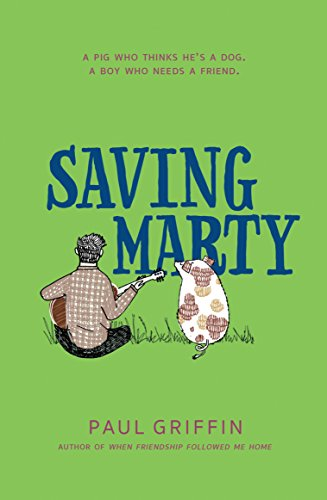 A PIG WHO THINKS HE'S A DOG.
A BOY WHO NEEDS A FRIEND.
SAVING
MARTY
PAUL GRIFFIN
AUTHOR OF WHEN FRIENDSHIP FOLLOWED ME HOME